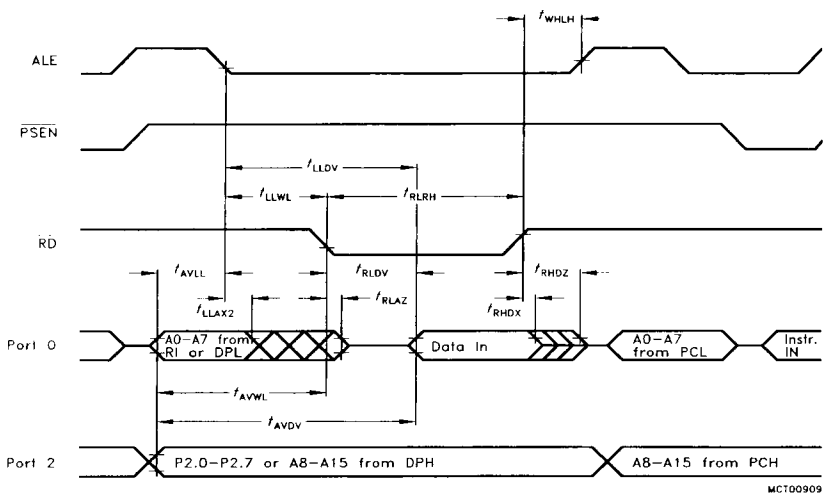 tWHLH
ALE
PSEN
tLLDV
tLLWL
tRLRH
RD
tAVLL
tRLDV
tRHDZ
tLLAX2
tRLAZ
tRHDX
Port 0
A0-A7 from
RI or DPL
Data In
A0-A7
from PCL
Instr.
IN
tAVWL
tAVDV
Port 2
P2.0-P2.7 or A8-A15 from DPH
A8-A15 from PCH
MCT00909